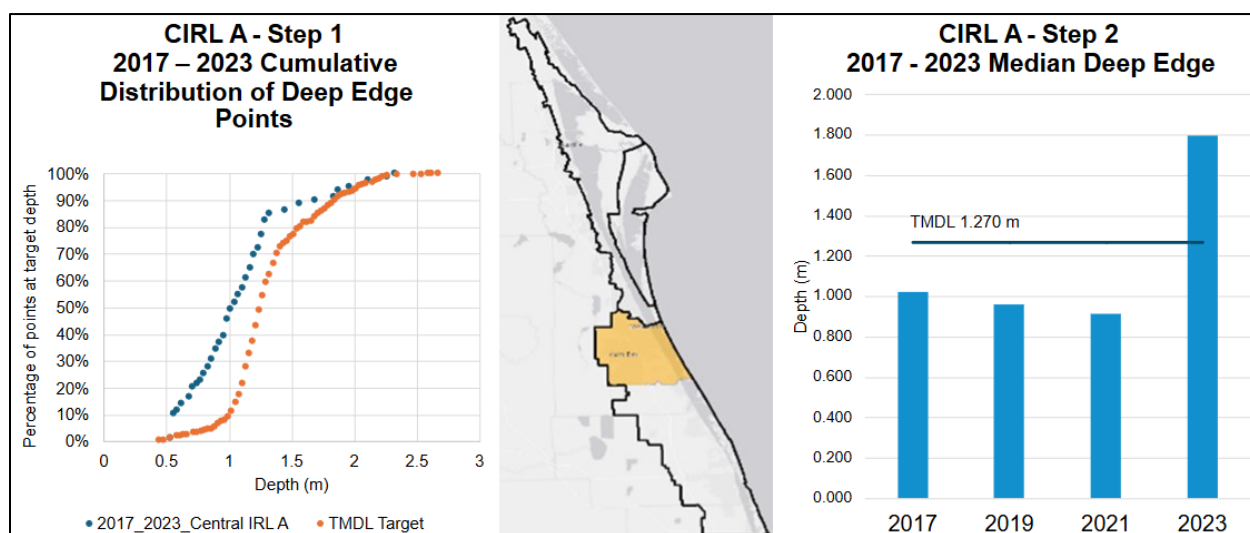 CIRL A - Step 1
2017 – 2023 Cumulative
Distribution of Deep Edge
Points
Percentage of points at target depth
100%
90%
80%
70%
60%
50%
40%
30%
20%
10%
0%
0 0.5 1 1.5 2 2.5 3
Depth (m)
2017_2023_Central IRL A TMDL Target
CIRL A - Step 2
2017 - 2023 Median Deep Edge
Depth (m)
2.000
1.800
1.600
1.400
1.200
1.000
0.800
0.600
0.400
0.200
0.000
TMDL 1.270 m
2017 2019 2021 2023